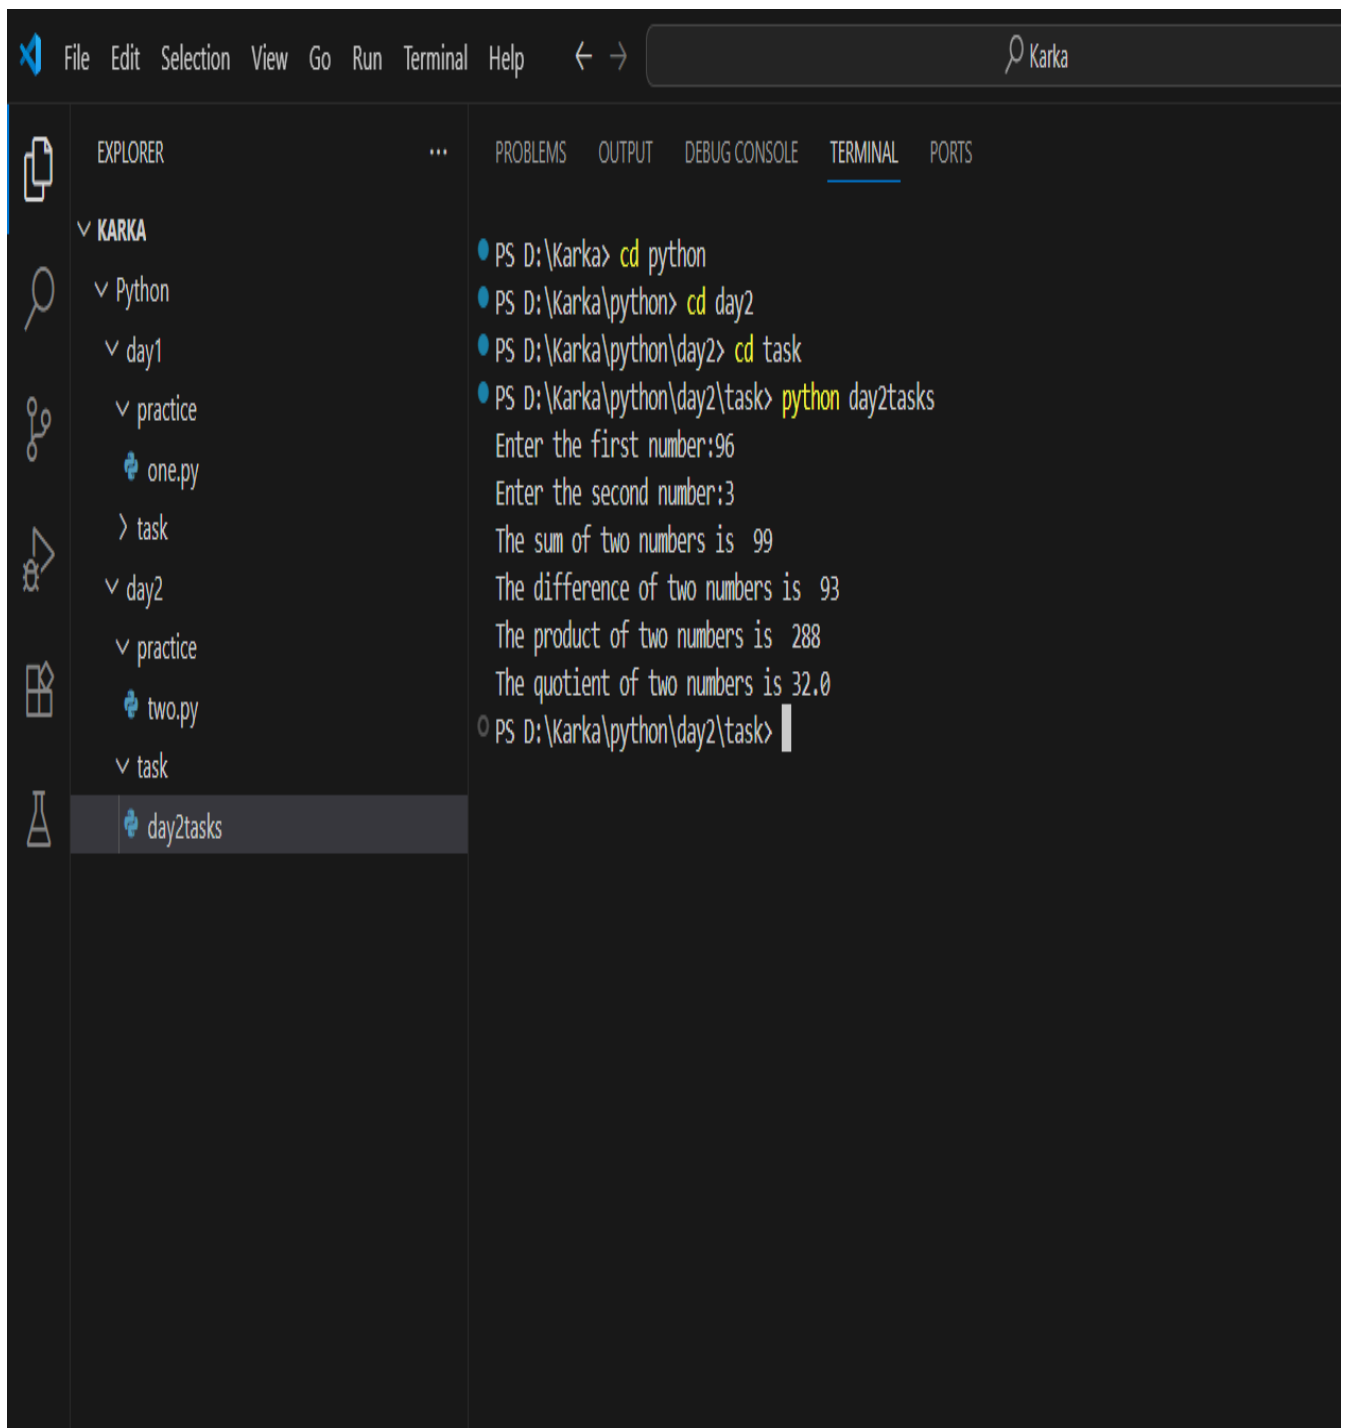 File Edit Selection View Go Run Terminal Help Karka
EXPLORER ...
KARKA
Python
day1
practice
one.py
task
day2
practice
two.py
task
day2tasks
PROBLEMS OUTPUT DEBUG CONSOLE TERMINAL PORTS
PS D:\Karka> cd python
PS D:\Karka\python> cd day2
PS D:\Karka\python\day2> cd task
PS D:\Karka\python\day2\task> python day2tasks
Enter the first number:96
Enter the second number:3
The sum of two numbers is  99
The difference of two numbers is  93
The product of two numbers is  288
The quotient of two numbers is 32.0
PS D:\Karka\python\day2\task>